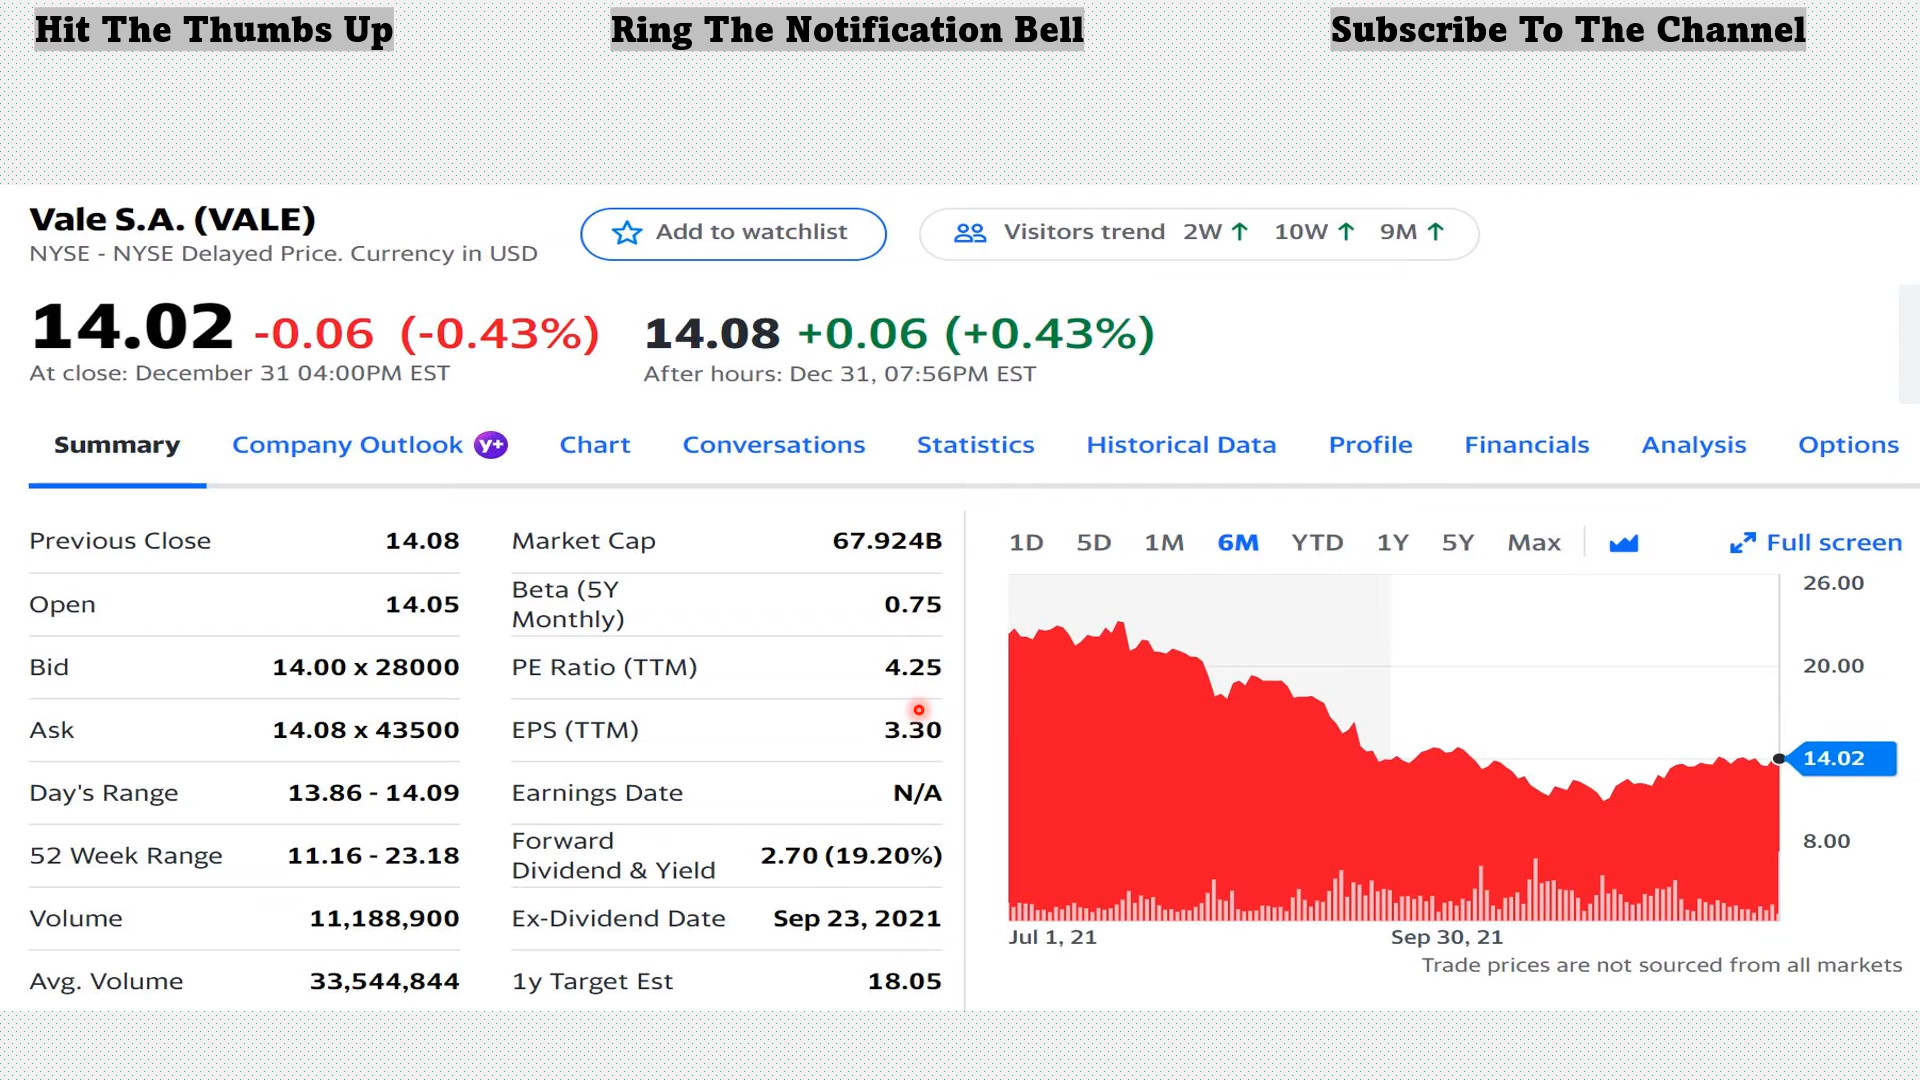 Hit The Thumbs Up
Ring The Notification Bell
Subscribe To The Channel
Vale S.A. (VALE)
NYSE - NYSE Delayed Price. Currency in USD
Add to watchlist
Visitors trend 2W ↑ 10W ↑ 9M ↑
14.02 -0.06 (-0.43%)
At close: December 31 04:00PM EST
14.08 +0.06 (+0.43%)
After hours: Dec 31, 07:56PM EST
Summary
Company Outlook y+
Chart
Conversations
Statistics
Historical Data
Profile
Financials
Analysis
Options
Previous Close 14.08
Open 14.05
Bid 14.00 x 28000
Ask 14.08 x 43500
Day's Range 13.86 - 14.09
52 Week Range 11.16 - 23.18
Volume 11,188,900
Avg. Volume 33,544,844
Market Cap 67.924B
Beta (5Y
Monthly) 0.75
PE Ratio (TTM) 4.25
EPS (TTM) 3.30
Earnings Date N/A
Forward
Dividend & Yield 2.70 (19.20%)
Ex-Dividend Date Sep 23, 2021
1y Target Est 18.05
1D 5D 1M 6M YTD 1Y 5Y Max
Full screen
26.00
20.00
14.02
8.00
Jul 1, 21
Sep 30, 21
Trade prices are not sourced from all markets